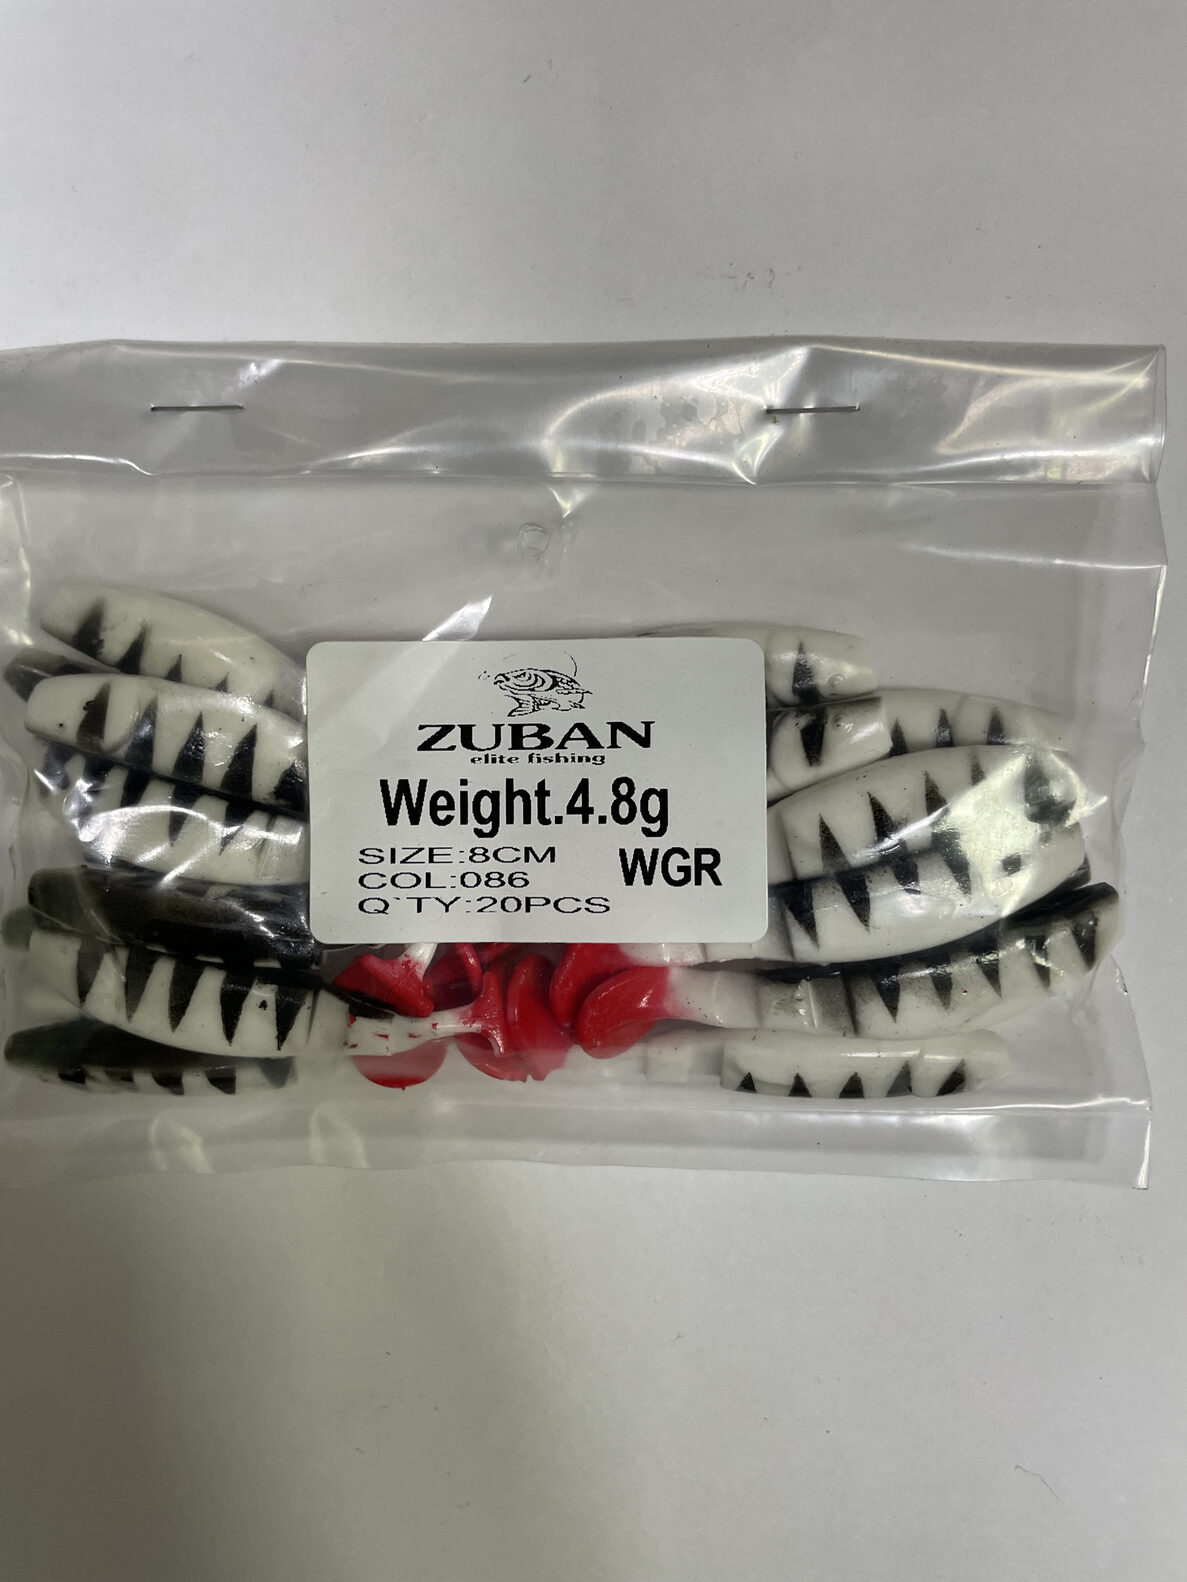 ZUBAN
elite fishing
Weight.4.8g
SIZE:8CM
COL:086
WGR
Q`TY:20PCS